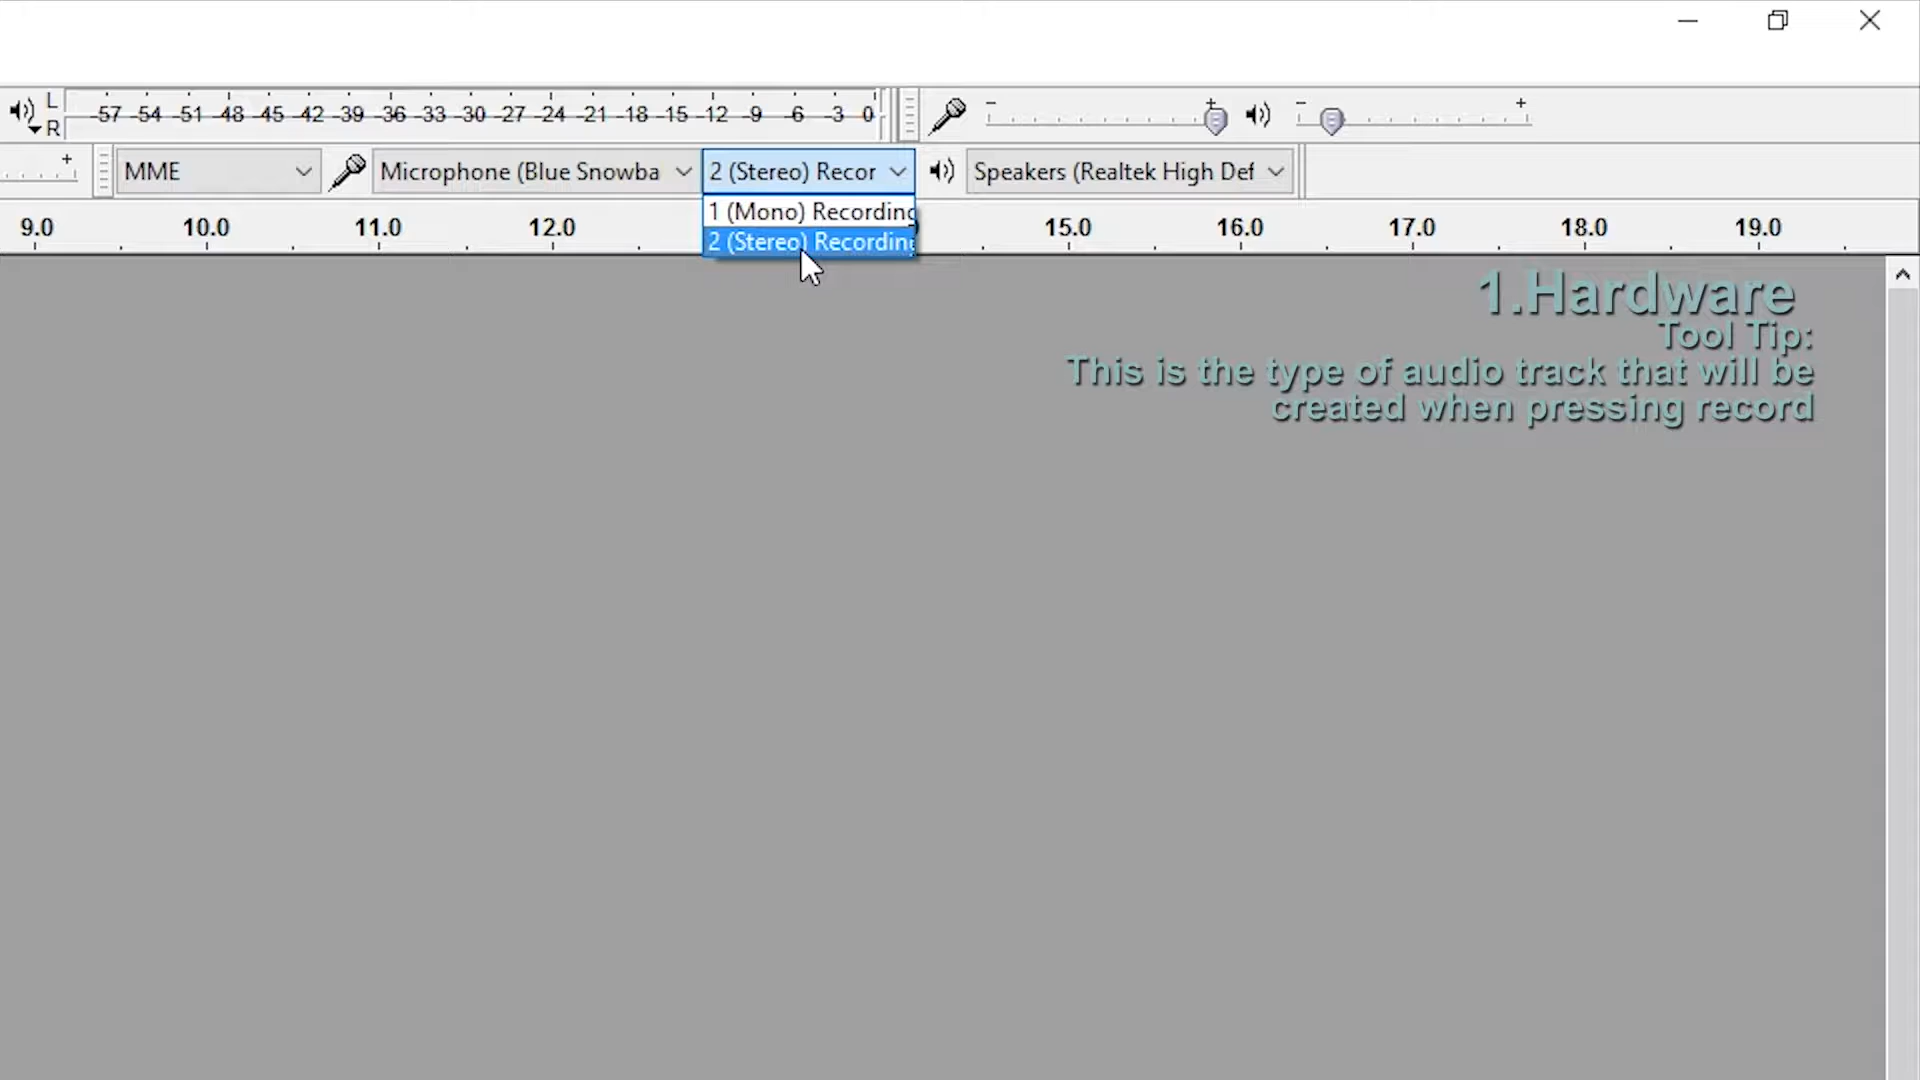 L
R
-57 -54 -51 -48 -45 -42 -39 -36 -33 -30 -27 -24 -21 -18 -15 -12 -9 -6 -3 0
- +
- +
+
MME
Microphone (Blue Snowba
2 (Stereo) Recor
Speakers (Realtek High Def
1 (Mono) Recording
2 (Stereo) Recording
9.0 10.0 11.0 12.0 15.0 16.0 17.0 18.0 19.0
1.Hardware
Tool Tip:
This is the type of audio track that will be
created when pressing record